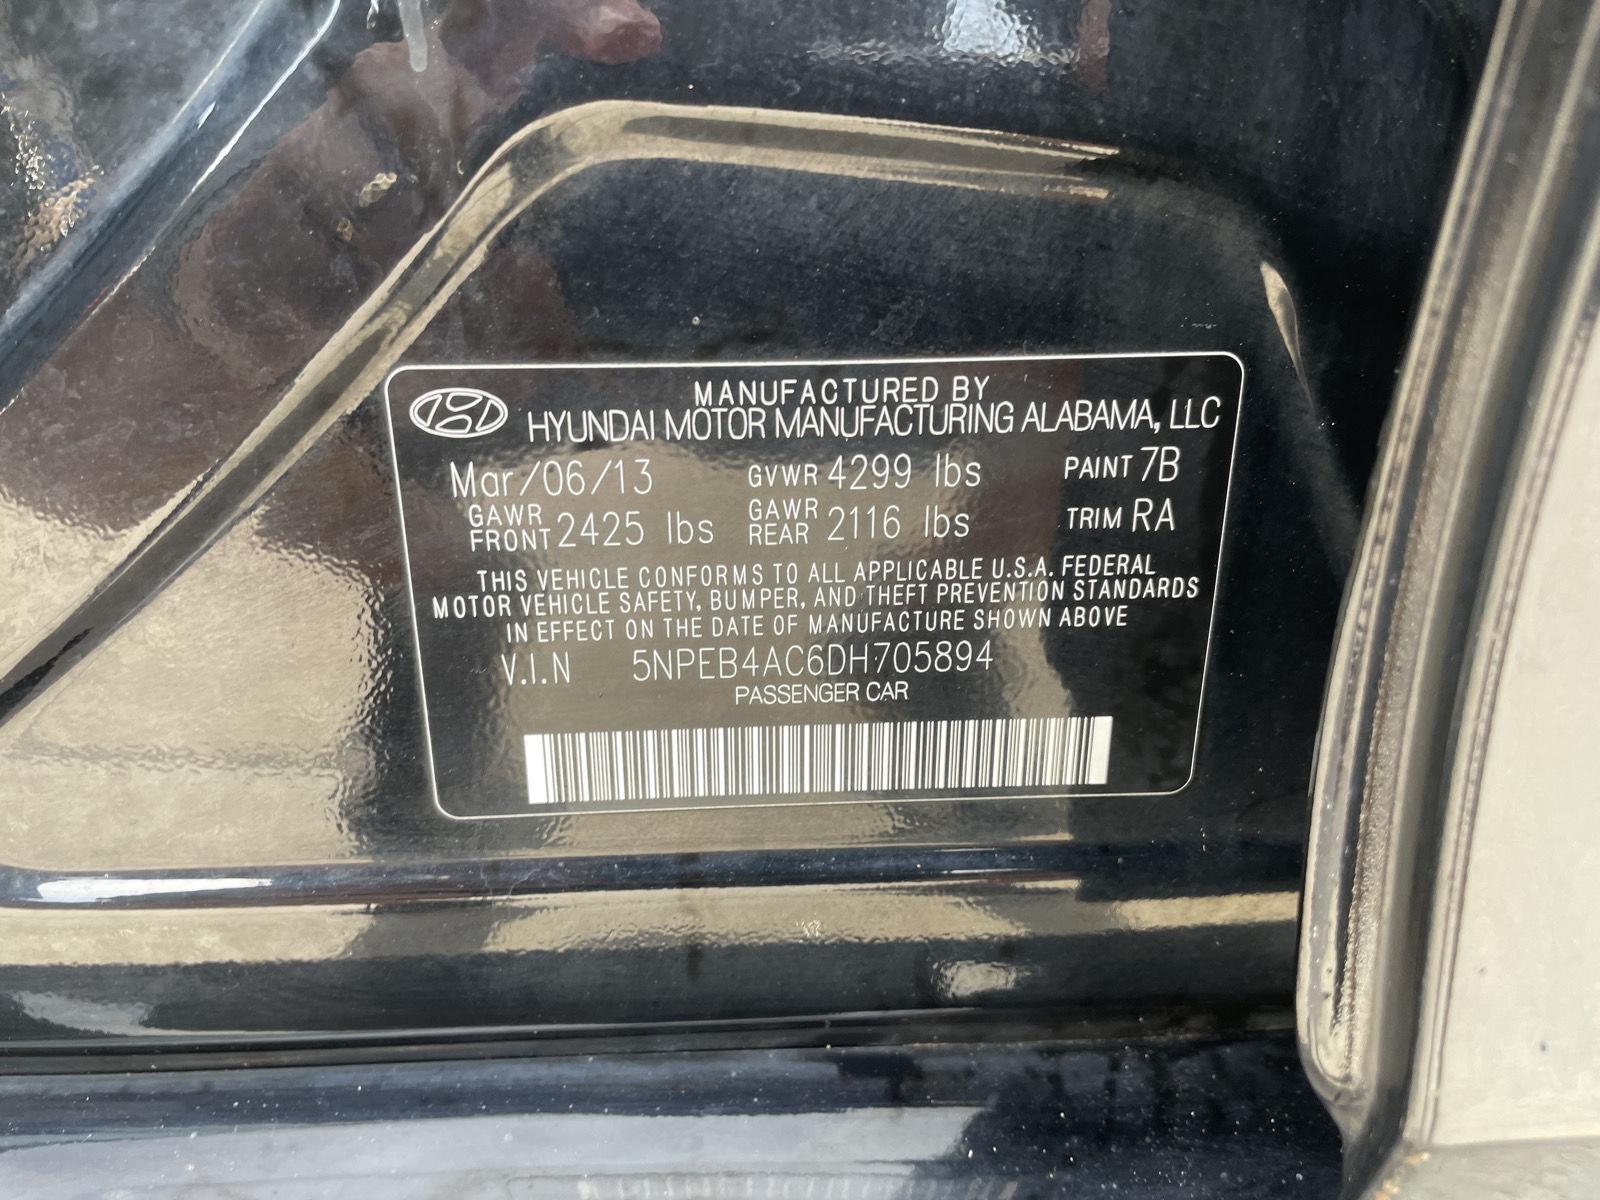 MANUFACTURED BY
HYUNDAI MOTOR MANUFACTURING ALABAMA, LLC
Mar/06/13 GVWR 4299 lbs PAINT 7B
GAWR FRONT 2425 lbs GAWR REAR 2116 lbs TRIM RA
THIS VEHICLE CONFORMS TO ALL APPLICABLE U.S.A. FEDERAL
MOTOR VEHICLE SAFETY, BUMPER, AND THEFT PREVENTION STANDARDS
IN EFFECT ON THE DATE OF MANUFACTURE SHOWN ABOVE
V.I.N 5NPEB4AC6DH705894
PASSENGER CAR